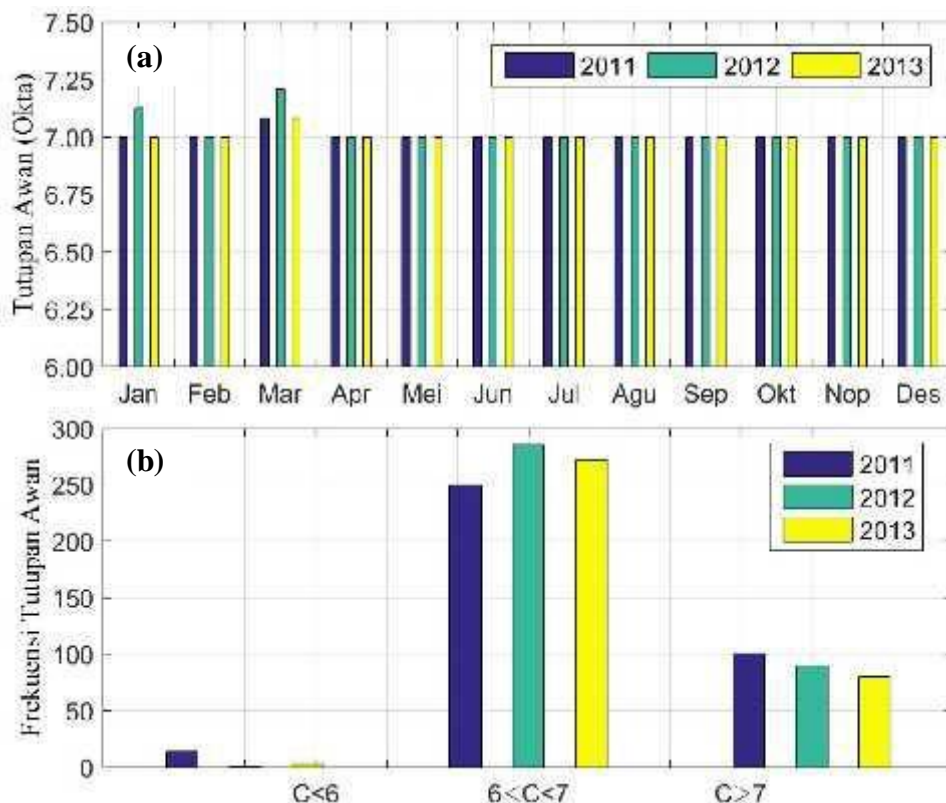 7.50
(a)
2011 2012 2013
7.25
7.00
6.75
6.50
6.25
6.00
Tutupan Awan (Okta)
Jan Feb Mar Apr Mei Jun Jul Agu Sep Okt Nop Des
300
(b)
2011
2012
2013
250
200
150
100
50
0
Frekuensi Tutupan Awan
C<6 6<C<7 C>7